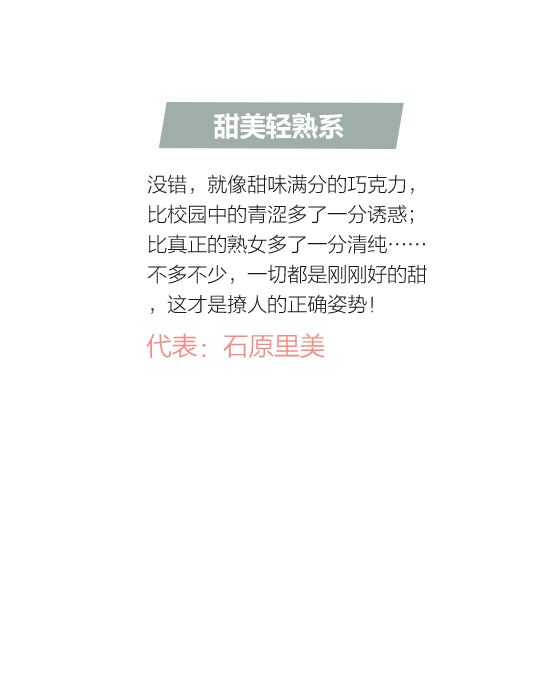 甜美轻熟系
没错，就像甜味满分的巧克力，
比校园中的青涩多了一分诱惑；
比真正的熟女多了一分清纯……
不多不少，一切都是刚刚好的甜
，这才是撩人的正确姿势！
代表：石原里美